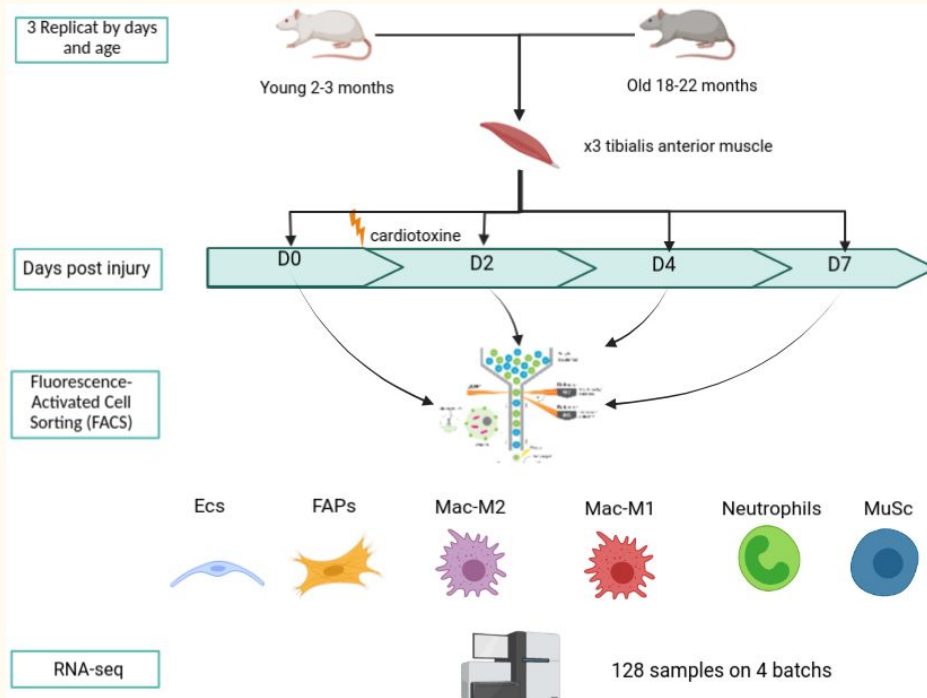 3 Replicat by days
and age
Young 2-3 months
Old 18-22 months
x3 tibialis anterior muscle
cardiotoxine
Days post injury
D0
D2
D4
D7
Fluorescence-
Activated Cell
Sorting (FACS)
Ecs
FAPs
Mac-M2
Mac-M1
Neutrophils
MuSc
RNA-seq
128 samples on 4 batchs